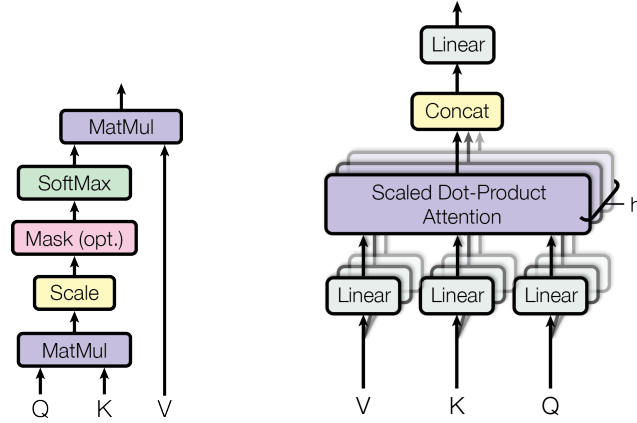 MatMul
SoftMax
Mask (opt.)
Scale
MatMul
Q K V
Linear
Concat
Scaled Dot-Product
Attention
h
Linear Linear Linear
V K Q